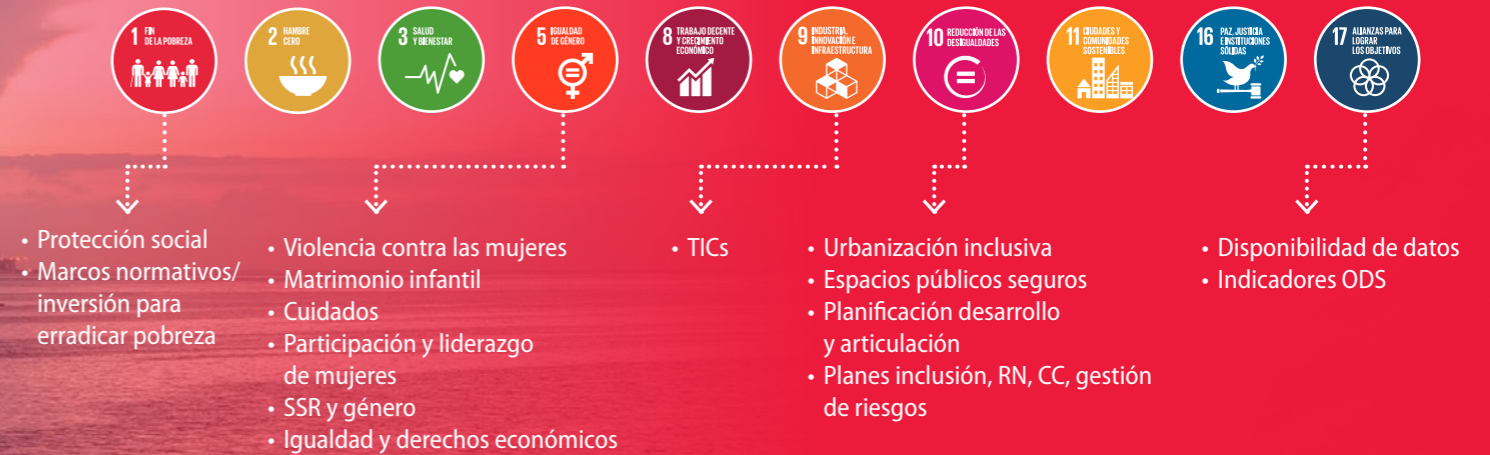 1 FIN
DE LA POBREZA
2 HAMBRE
CERO
3 SALUD
Y BIENESTAR
5 IGUALDAD
DE GÉNERO
8 TRABAJO DECENTE
Y CRECIMIENTO
ECONÓMICO
9 INDUSTRIA,
INNOVACIÓN E
INFRAESTRUCTURA
10 REDUCCIÓN DE LAS
DESIGUALDADES
11 CIUDADES Y
COMUNIDADES
SOSTENIBLES
16 PAZ, JUSTICIA
E INSTITUCIONES
SÓLIDAS
17 ALIANZAS PARA
LOGRAR
LOS OBJETIVOS
• Protección social
• Marcos normativos/
inversión para
erradicar pobreza
• Violencia contra las mujeres
• Matrimonio infantil
• Cuidados
• Participación y liderazgo
de mujeres
• SSR y género
• Igualdad y derechos económicos
• TICs
• Urbanización inclusiva
• Espacios públicos seguros
• Planificación desarrollo
y articulación
• Planes inclusión, RN, CC, gestión
de riesgos
• Disponibilidad de datos
• Indicadores ODS